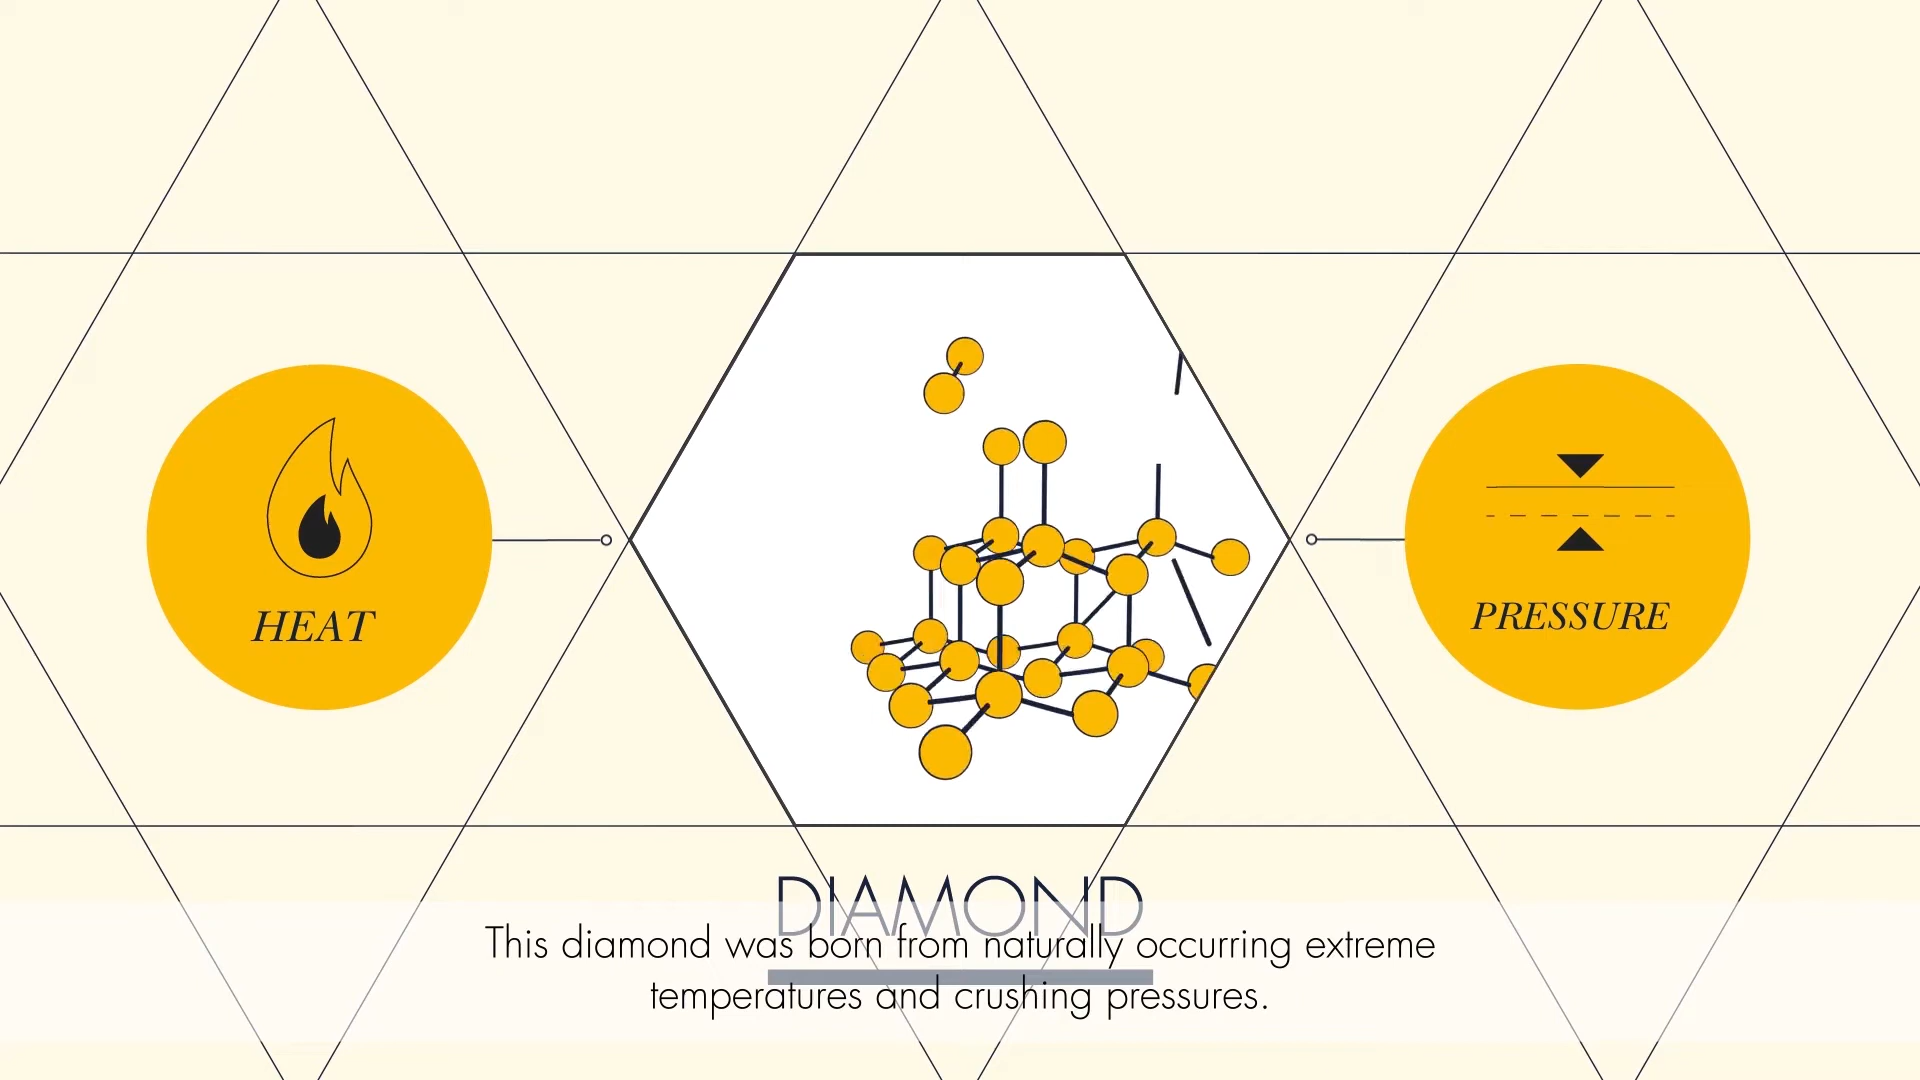 HEAT
PRESSURE
DIAMOND
This diamond was born from naturally occurring extreme
temperatures and crushing pressures.